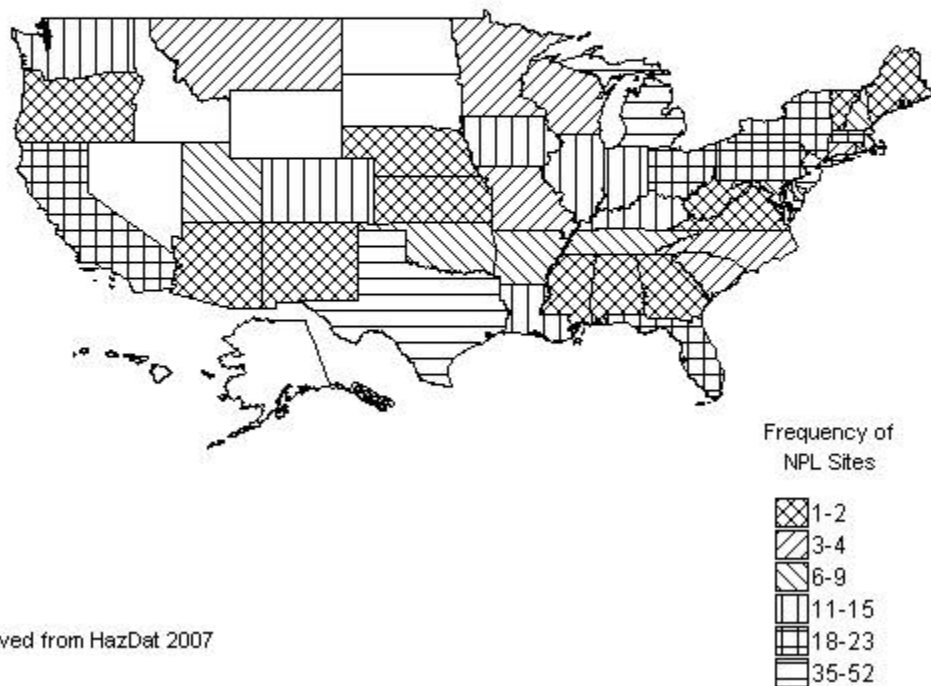 Frequency of
NPL Sites
1-2
3-4
6-9
11-15
18-23
35-52
ved from HazDat 2007